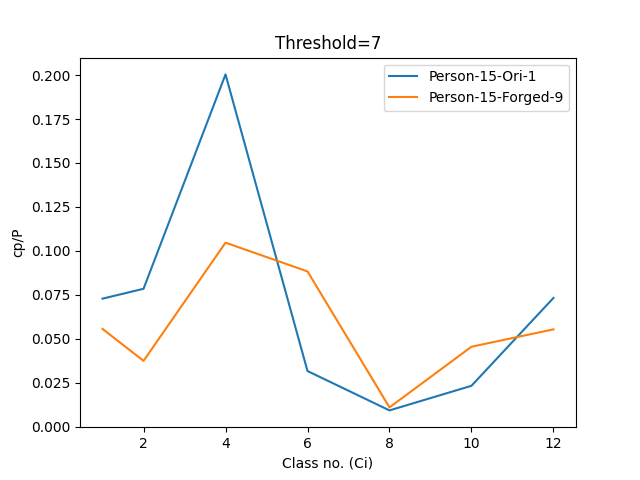 Threshold=7
Person-15-Ori-1
Person-15-Forged-9
0.200
0.175
0.150
0.125
0.100
0.075
0.050
0.025
0.000
cp/P
2 4 6 8 10 12
Class no. (Ci)